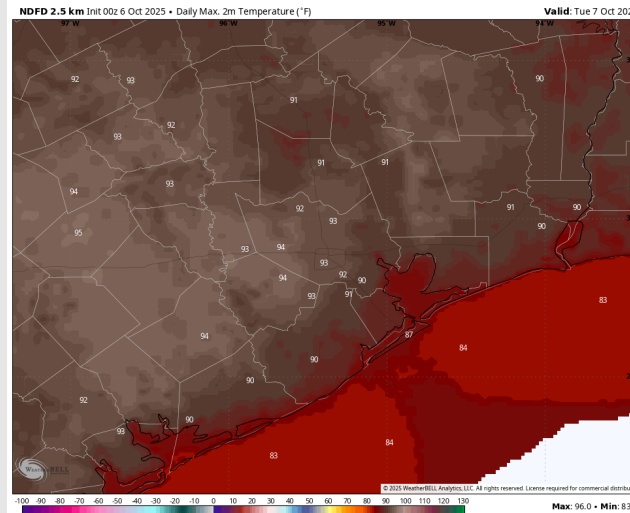 NDFD 2.5 km Init 00z 6 Oct 2025 • Daily Max. 2m Temperature (°F) Valid: Tue 7 Oct 202
97°W 96°W 95°W 94°W
92 93 90
91
92
93
91 91
93
94
92 91 90
93
95 90
93 94
93
94 92 90
93 91
83
94 87
84
90
90
92
90
93
84
83
WEATHERBELL
© 2025 WeatherBELL Analytics, LLC. All rights reserved. License required for commercial distribu
-100 -90 -80 -70 -60 -50 -40 -30 -20 -10 0 10 20 30 40 50 60 70 80 90 100 110 120 130
Max: 96.0 • Min: 83